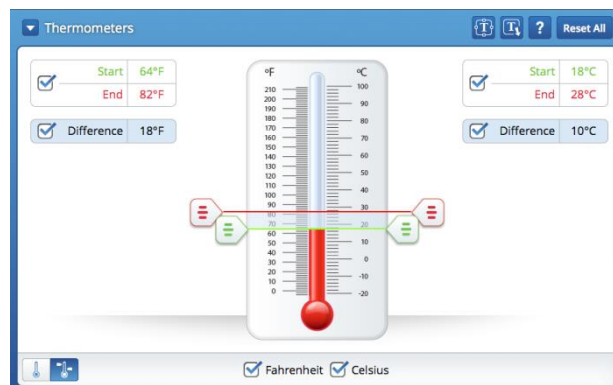 Thermometers
T
T
?
Reset All
Start 64°F
End 82°F
Difference 18°F
°F
°C
210
200
190
180
170
160
150
140
130
120
110
100
90
80
70
60
50
40
30
20
10
0
100
90
80
70
60
50
40
30
20
10
0
-10
-20
Start 18°C
End 28°C
Difference 10°C
Fahrenheit
Celsius